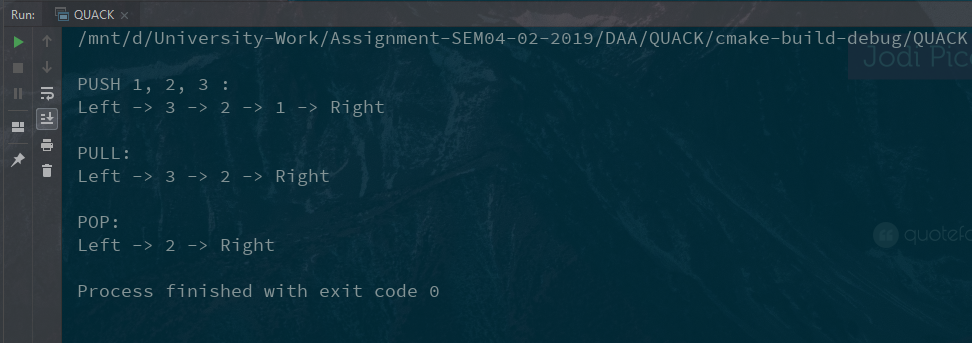 Run: QUACK
/mnt/d/University-Work/Assignment-SEM04-02-2019/DAA/QUACK/cmake-build-debug/QUACK
Jodi
PUSH 1, 2, 3 :
Left -> 3 -> 2 -> 1 -> Right
PULL:
Left -> 3 -> 2 -> Right
POP:
Left -> 2 -> Right
Process finished with exit code 0